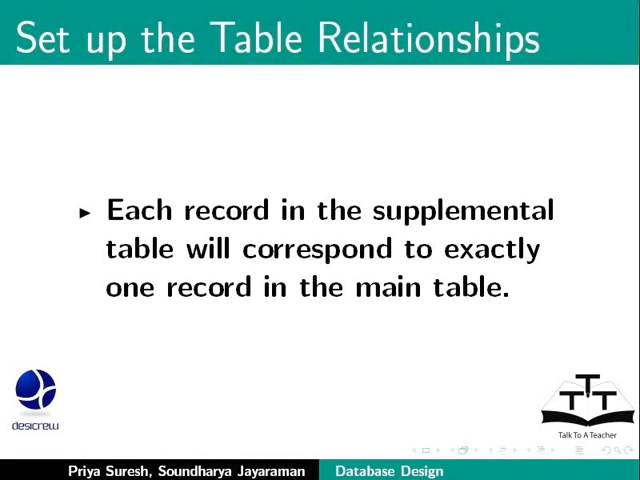 Set up the Table Relationships
Each record in the supplemental
table will correspond to exactly
one record in the main table.
desicrew
TTT
Talk To A Teacher
Priya Suresh, Soundharya Jayaraman Database Design